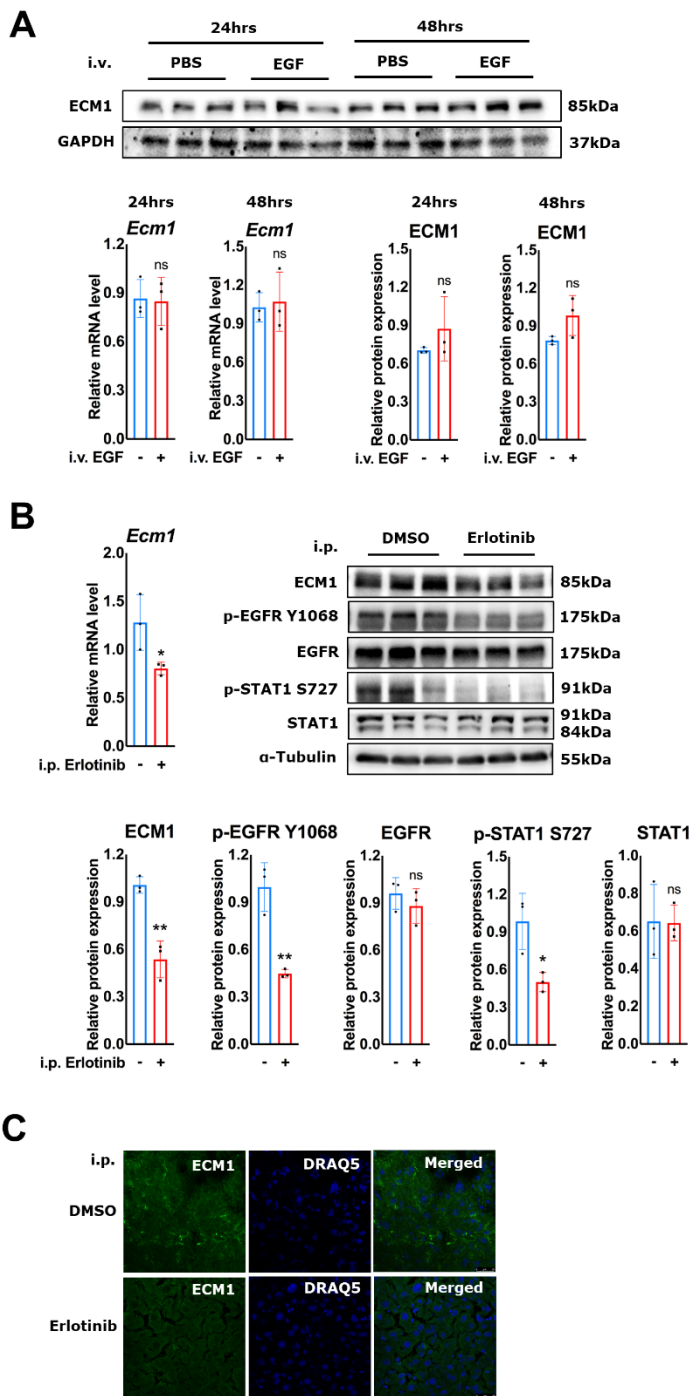 A
24hrs 48hrs
i.v. PBS EGF PBS EGF
ECM1 85kDa
GAPDH 37kDa
24hrs 48hrs 24hrs 48hrs
Ecm1 Ecm1 ECM1 ECM1
Relative mRNA level
1.2
0.9
0.6
0.3
0.0
ns
i.v. EGF - +
Relative mRNA level
1.5
1.2
0.9
0.6
0.3
0.0
ns
i.v. EGF - +
Relative protein expression
1.5
1.2
0.9
0.6
0.3
0.0
ns
i.v. EGF - +
Relative protein expression
1.5
1.2
0.9
0.6
0.3
0.0
ns
i.v. EGF - +
B
Ecm1
Relative mRNA level
2.0
1.5
1.0
0.5
0.0
*
i.p. Erlotinib - +
i.p. DMSO Erlotinib
ECM1 85kDa
p-EGFR Y1068 175kDa
EGFR 175kDa
p-STAT1 S727 91kDa
STAT1 91kDa
84kDa
α-Tubulin 55kDa
ECM1
Relative protein expression
1.2
0.9
0.6
0.3
0.0
**
i.p. Erlotinib - +
p-EGFR Y1068
Relative protein expression
1.2
0.9
0.6
0.3
0.0
**
- +
EGFR
Relative protein expression
1.2
0.9
0.6
0.3
0.0
ns
- +
p-STAT1 S727
Relative protein expression
1.5
1.2
0.9
0.6
0.3
0.0
*
- +
STAT1
Relative protein expression
1.0
0.8
0.6
0.4
0.2
0.0
ns
- +
C
i.p.
DMSO
ECM1 DRAQ5 Merged
Erlotinib
ECM1 DRAQ5 Merged